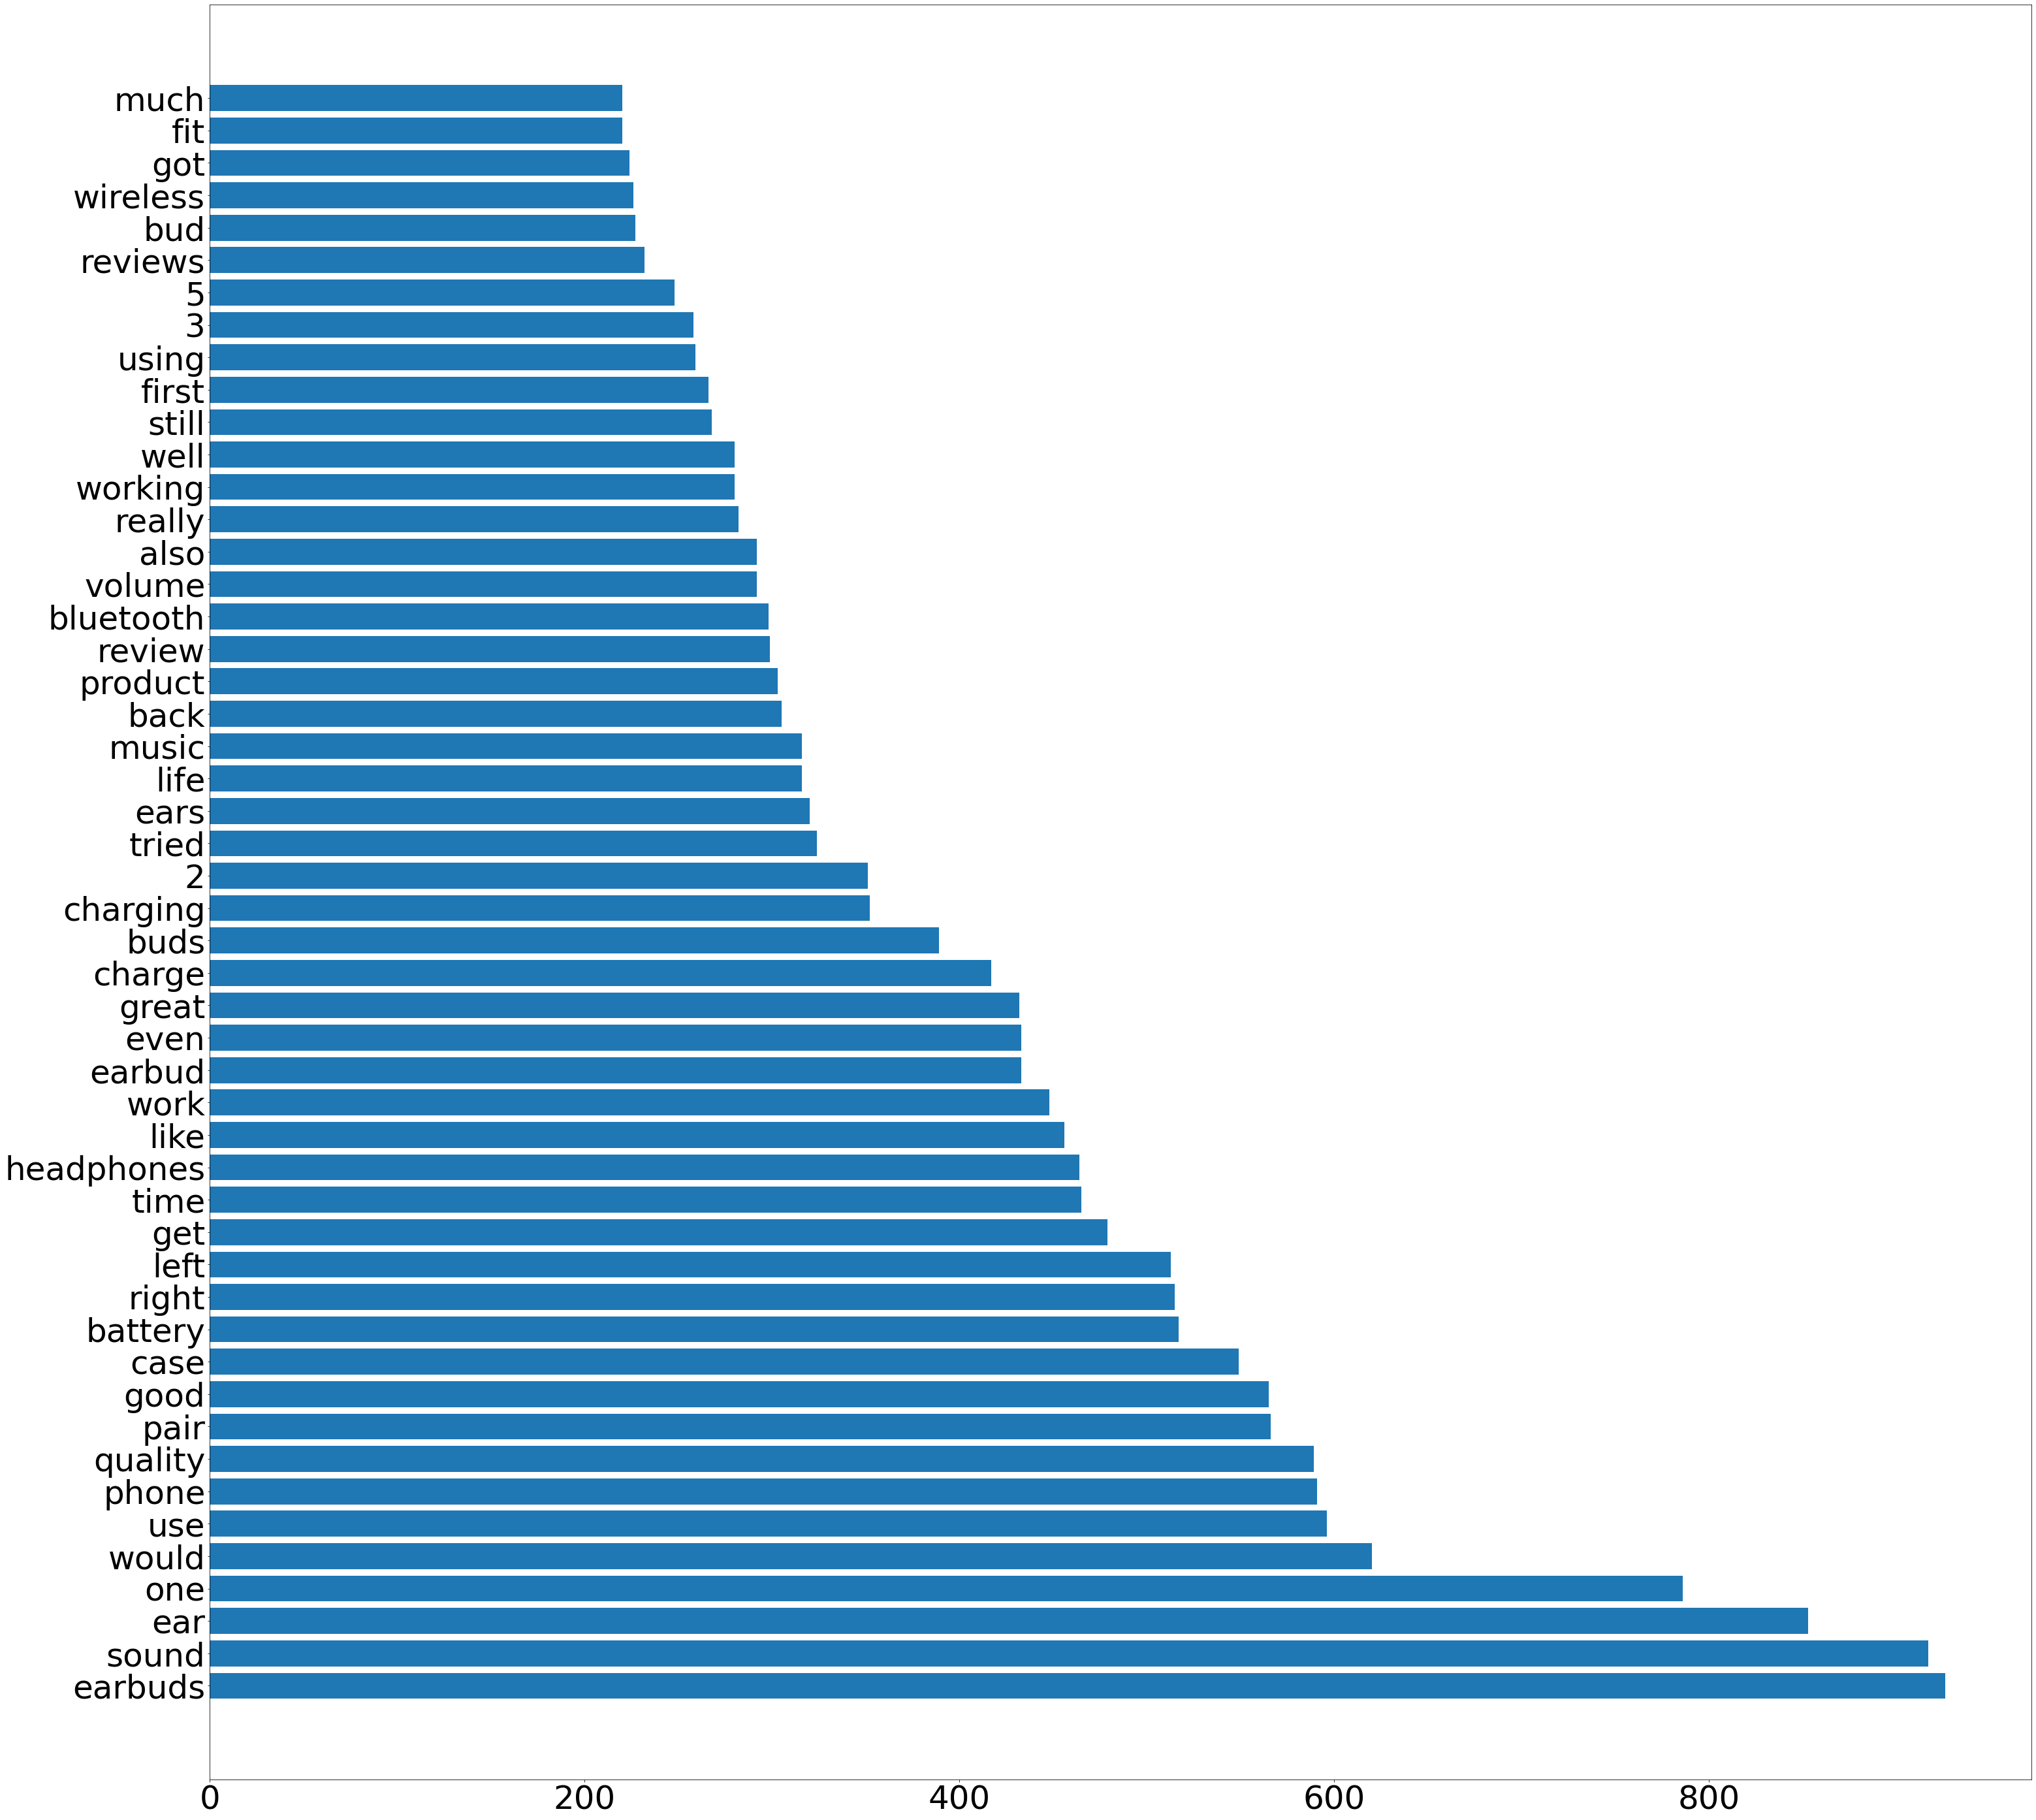 much
fit
got
wireless
bud
reviews
5
3
using
first
still
well
working
really
also
volume
bluetooth
review
product
back
music
life
ears
tried
2
charging
buds
charge
great
even
earbud
work
like
headphones
time
get
left
right
battery
case
good
pair
quality
phone
use
would
one
ear
sound
earbuds
0 200 400 600 800